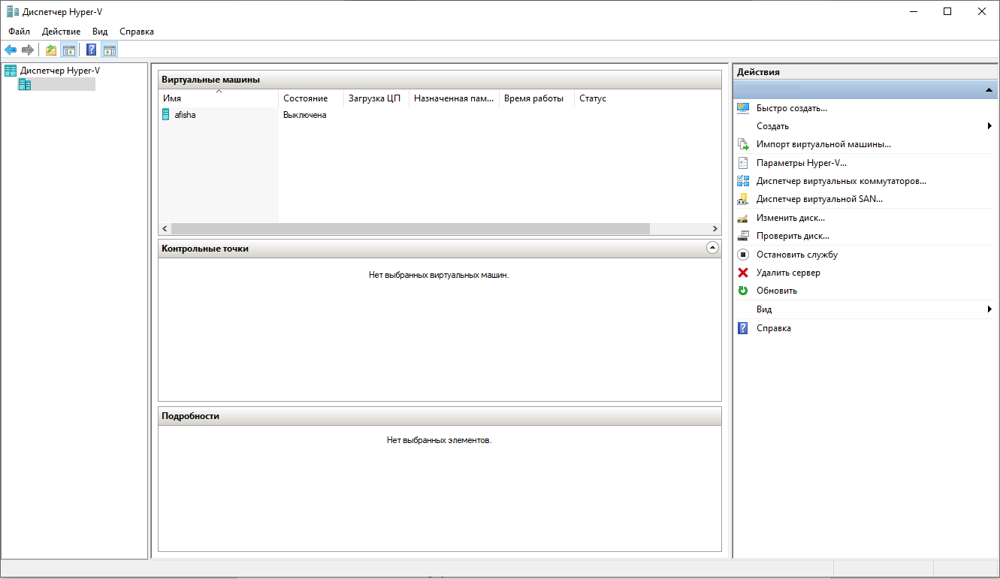 Диспетчер Hyper-V
Файл Действие Вид Справка
Диспетчер Hyper-V
Виртуальные машины
Имя Состояние Загрузка ЦП Назначенная пам... Время работы Статус
afisha Выключена
Контрольные точки
Нет выбранных виртуальных машин.
Подробности
Нет выбранных элементов.
Действия
Быстро создать...
Создать
Импорт виртуальной машины...
Параметры Hyper-V...
Диспетчер виртуальных коммутаторов...
Диспетчер виртуальной SAN...
Изменить диск...
Проверить диск...
Остановить службу
Удалить сервер
Обновить
Вид
Справка